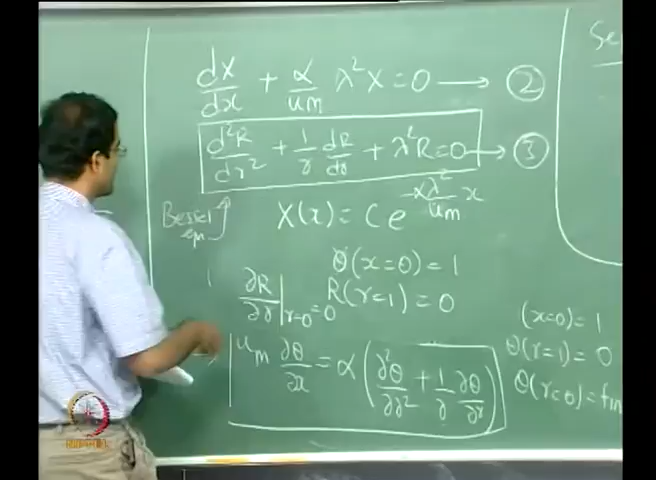 dX/dx + α/u_m λ²X = 0 → ②
d²R/dr² + 1/r dR/dr + λ²R = 0 → ③
Bessel eqn
X(x) = C e^(-αλ²/u_m x)
θ(x=0) = 1
∂R/∂r|r=0 = 0
R(r=1) = 0
u_m ∂θ/∂x = α(∂²θ/∂r² + 1/r ∂θ/∂r)
(x=0) = 1
θ(r=1) = 0
θ(r=0) = fin
Se